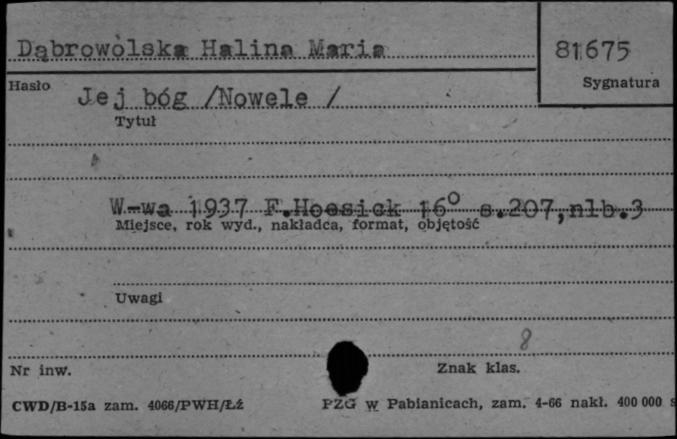 Dąbrowolska Halina Maria
81675
Hasło
Sygnatura
Jej bóg /Nowele /
Tytuł
W-wa 1937 F.Hoesick 16° s.207,nlb.3
Miejsce, rok wyd., nakładca, format, objętość
Uwagi
8
Nr inw.
Znak klas.
CWD/B-15a zam. 4066/PWH/Łź
PZG w Pabianicach, zam. 4-66 nakł. 400 000 s